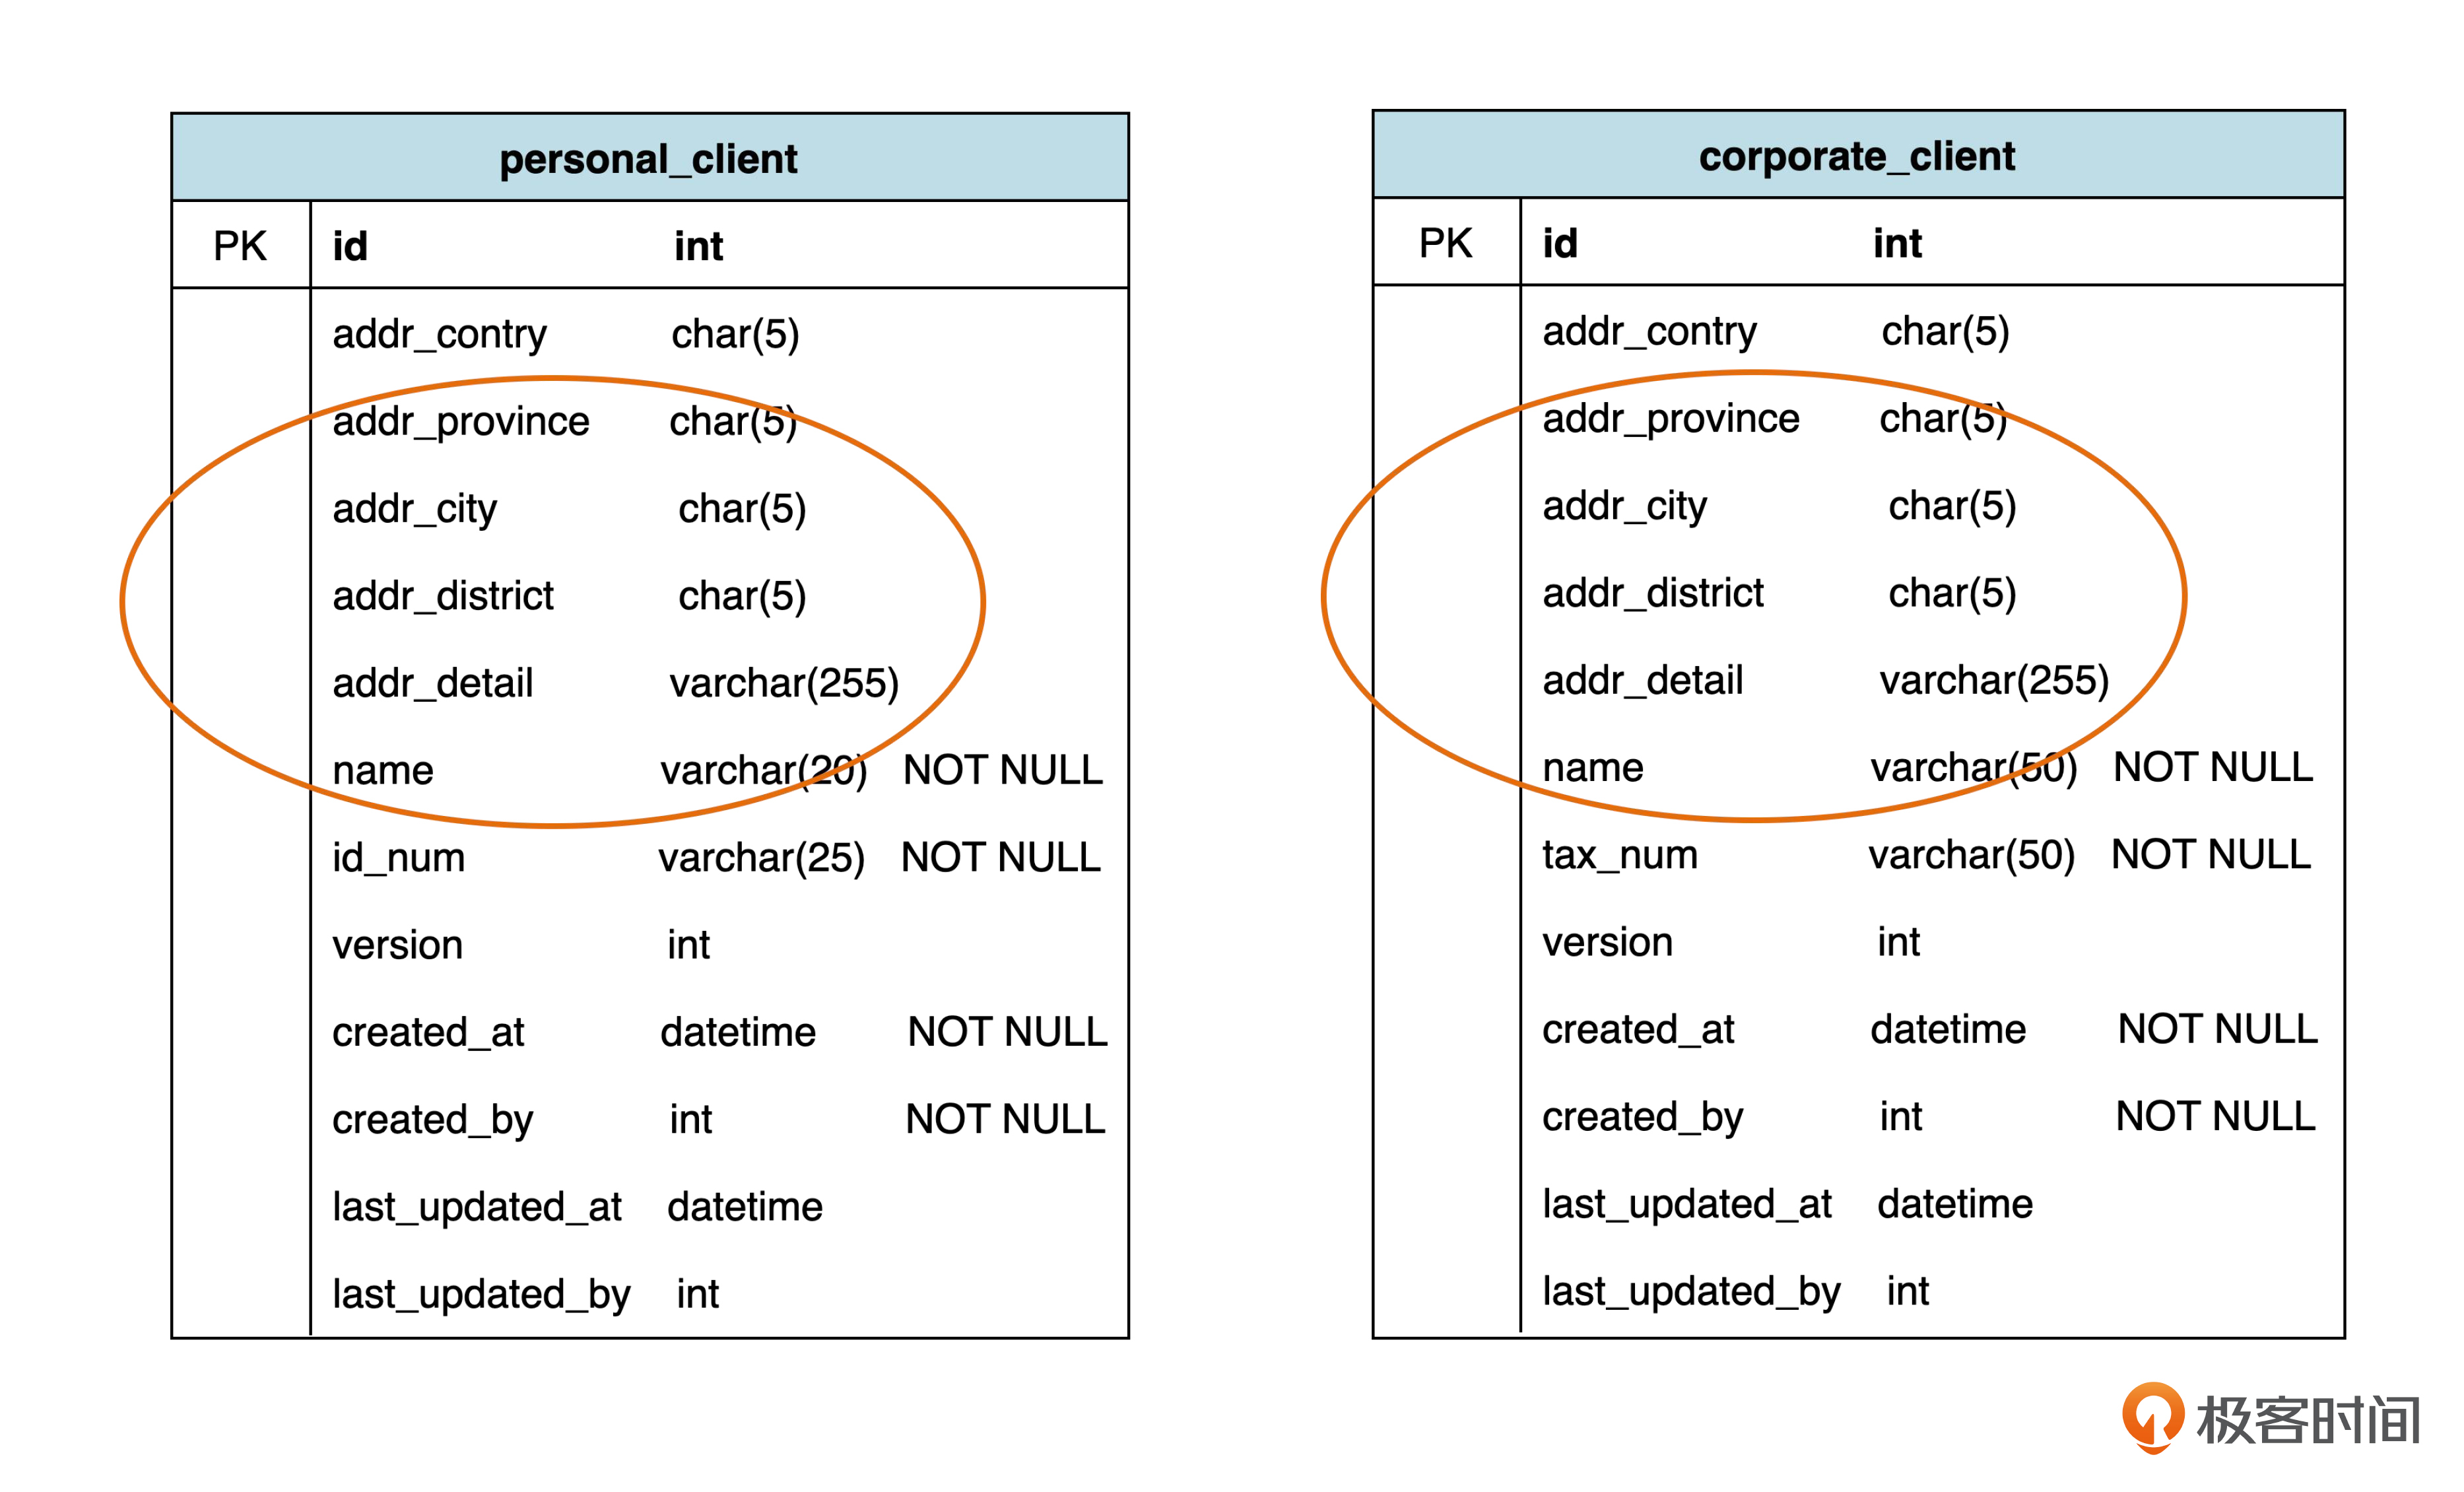 personal_client
PK id int
addr_contry char(5)
addr_province char(5)
addr_city char(5)
addr_district char(5)
addr_detail varchar(255)
name varchar(20) NOT NULL
id_num varchar(25) NOT NULL
version int
created_at datetime NOT NULL
created_by int NOT NULL
last_updated_at datetime
last_updated_by int
corporate_client
PK id int
addr_contry char(5)
addr_province char(5)
addr_city char(5)
addr_district char(5)
addr_detail varchar(255)
name varchar(50) NOT NULL
tax_num varchar(50) NOT NULL
version int
created_at datetime NOT NULL
created_by int NOT NULL
last_updated_at datetime
last_updated_by int
极客时间